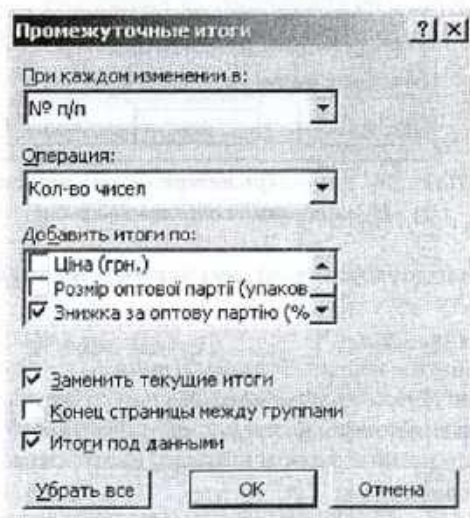 Промежуточные итоги
При каждом изменении в:
№ п/п
Операция:
Кол-во чисел
Добавить итоги по:
Ціна (грн.)
Розмір оптової партії (упаков
Знижка за оптову партію (%
Заменить текущие итоги
Конец страницы между группами
Итоги под данными
Убрать все
ОК
Отмена